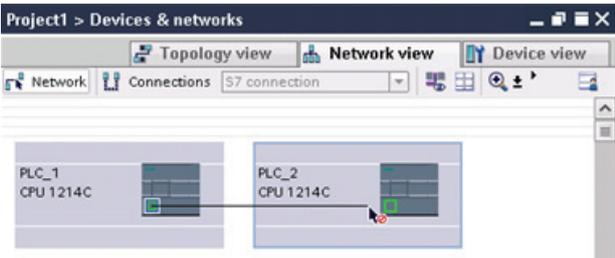 Project1 > Devices & networks
Topology view Network view Device view
Network Connections S7 connection
PLC_1
CPU 1214C
PLC_2
CPU 1214C